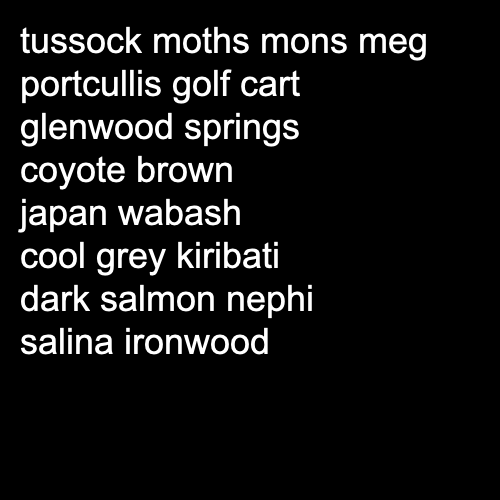 tussock moths mons meg
portcullis golf cart
glenwood springs
coyote brown
japan wabash
cool grey kiribati
dark salmon nephi
salina ironwood